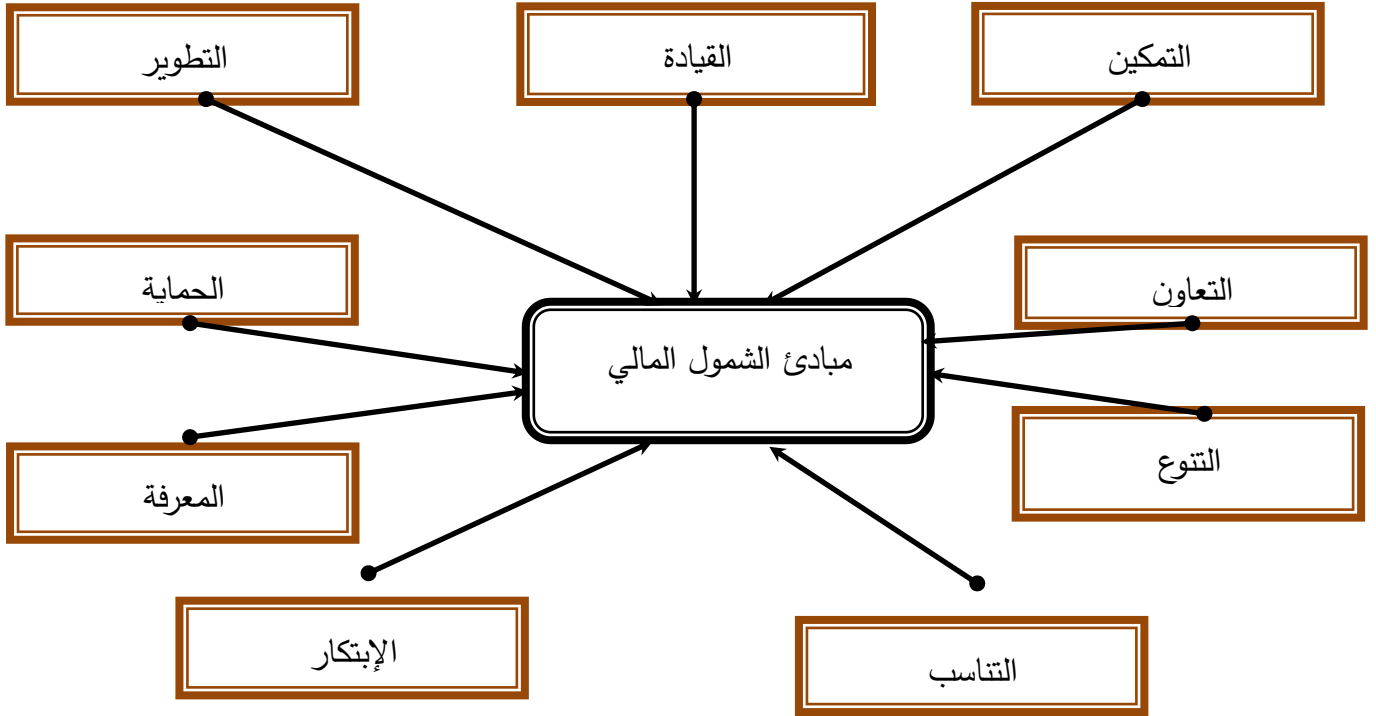 التمكين
القيادة
التطوير
التعاون
الحماية
مبادئ الشمول المالي
التنوع
المعرفة
الإبتكار
التناسب